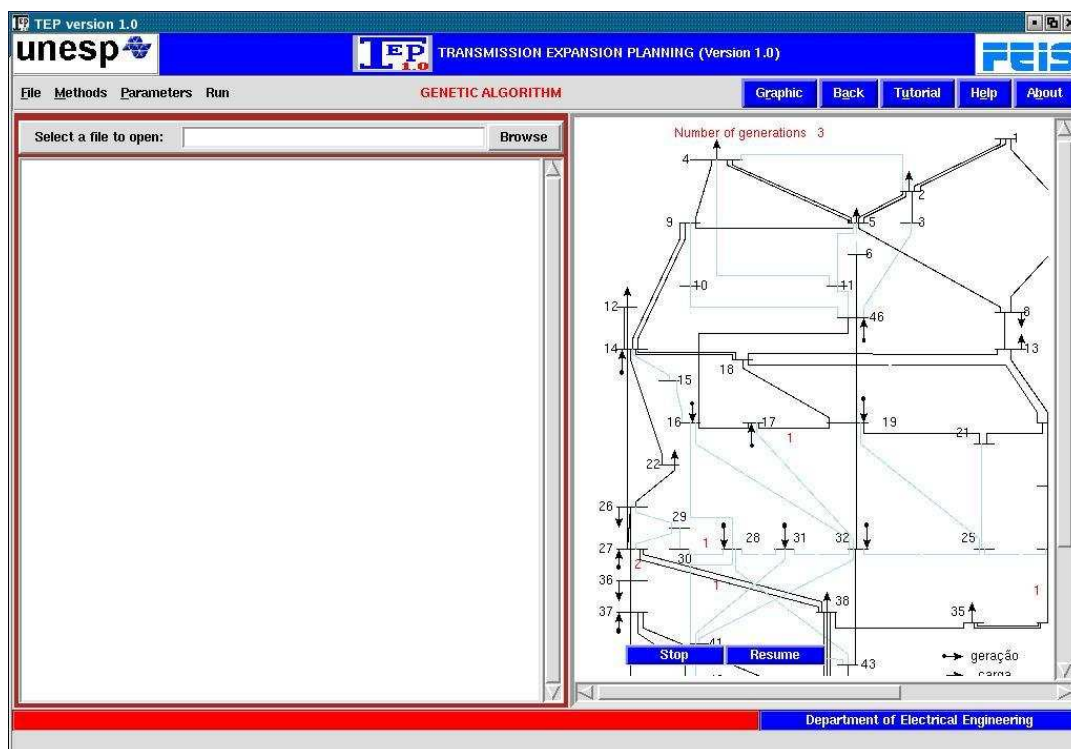 TEP version 1.0
unesp
TEP 1.0 TRANSMISSION EXPANSION PLANNING (Version 1.0)
FEIS
File Methods Parameters Run
GENETIC ALGORITHM
Graphic Back Tutorial Help About
Select a file to open: Browse
Number of generations 3
1
4
2
9 5 3
6
10 11
12 46 8
14 13
18
15
16 17 19
1 21
22
26
29
27 1 28 31 32 25
30
2
36 1 1
38
37 35
41
Stop Resume
43
geração
carga
Department of Electrical Engineering